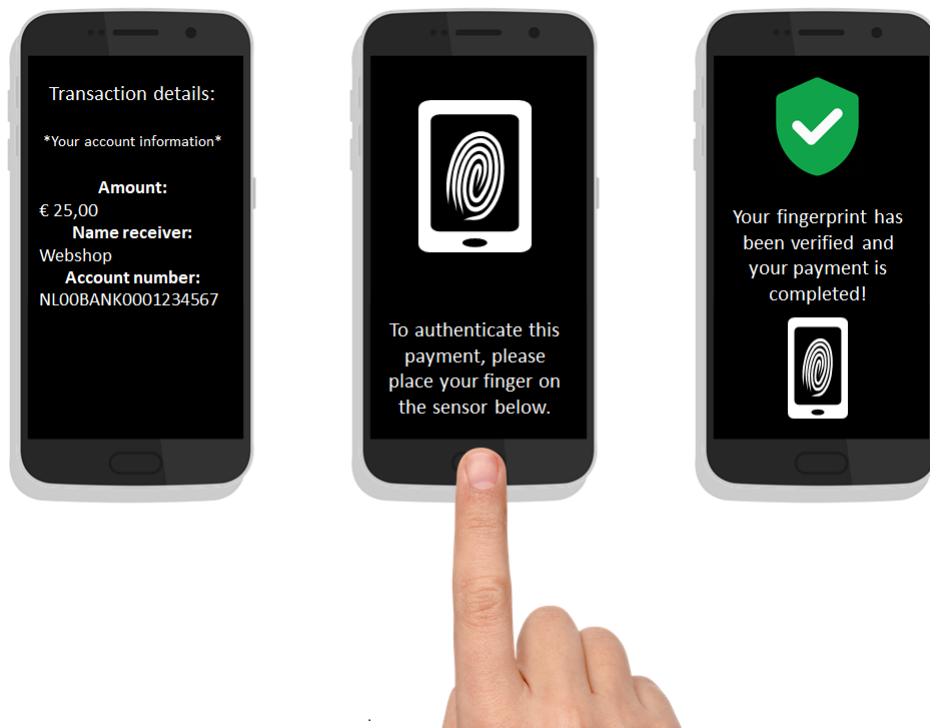 Transaction details:
*Your account information*
Amount:
€ 25,00
Name receiver:
Webshop
Account number:
NL00BANK0001234567
To authenticate this
payment, please
place your finger on
the sensor below.
Your fingerprint has
been verified and
your payment is
completed!